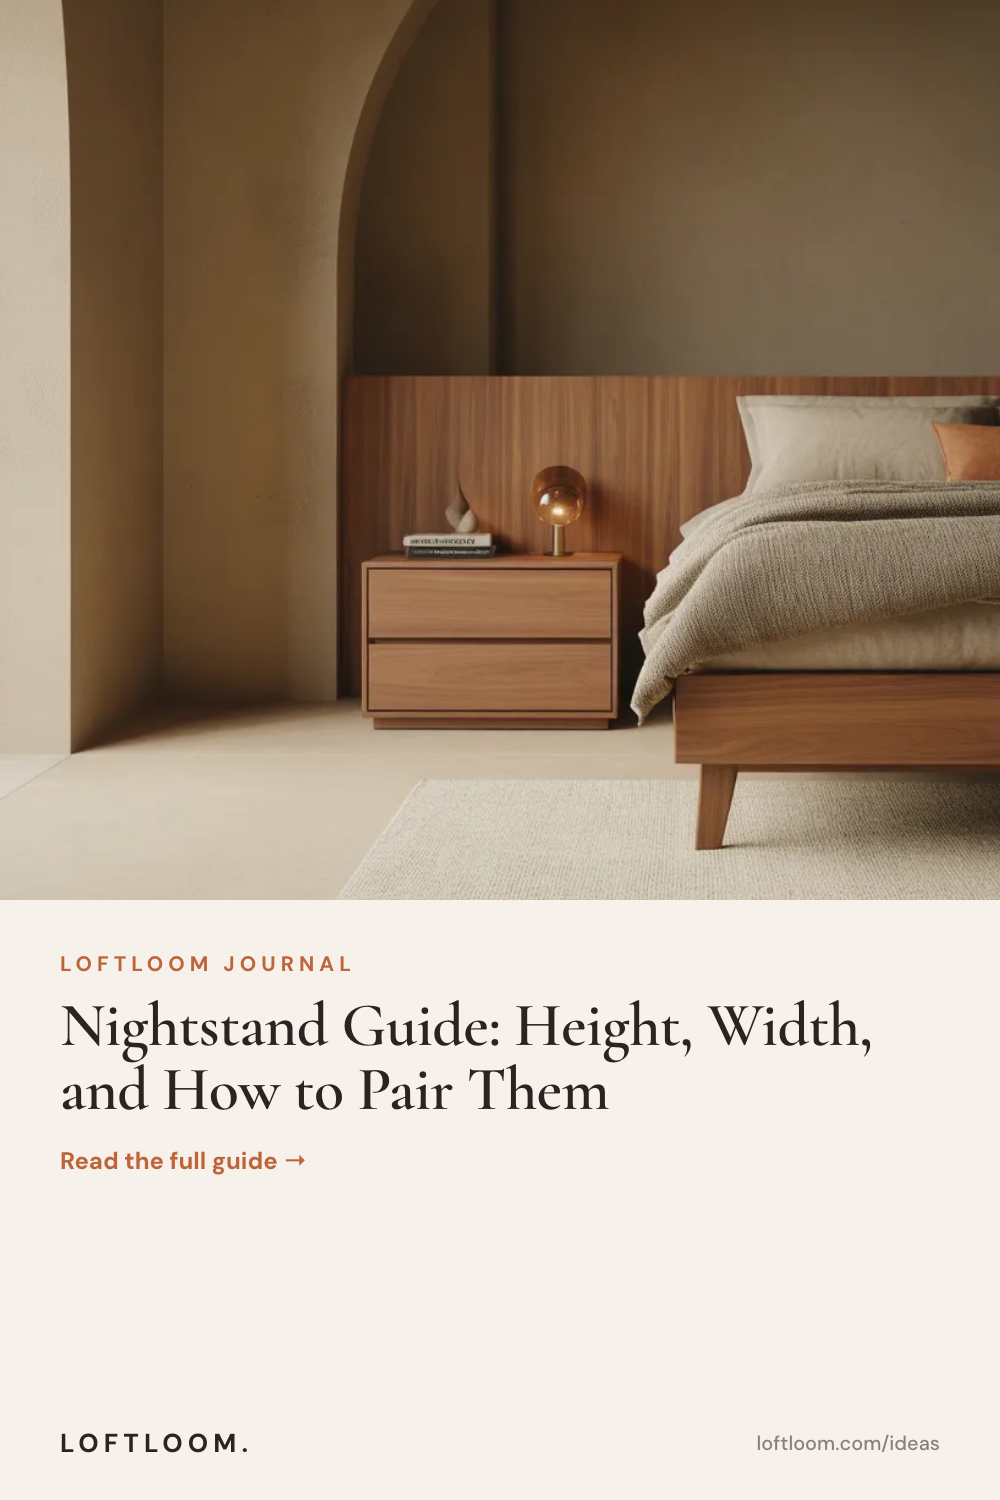 LOFTLOOM JOURNAL
Nightstand Guide: Height, Width,
and How to Pair Them
Read the full guide →
LOFTLOOM.
loftloom.com/ideas